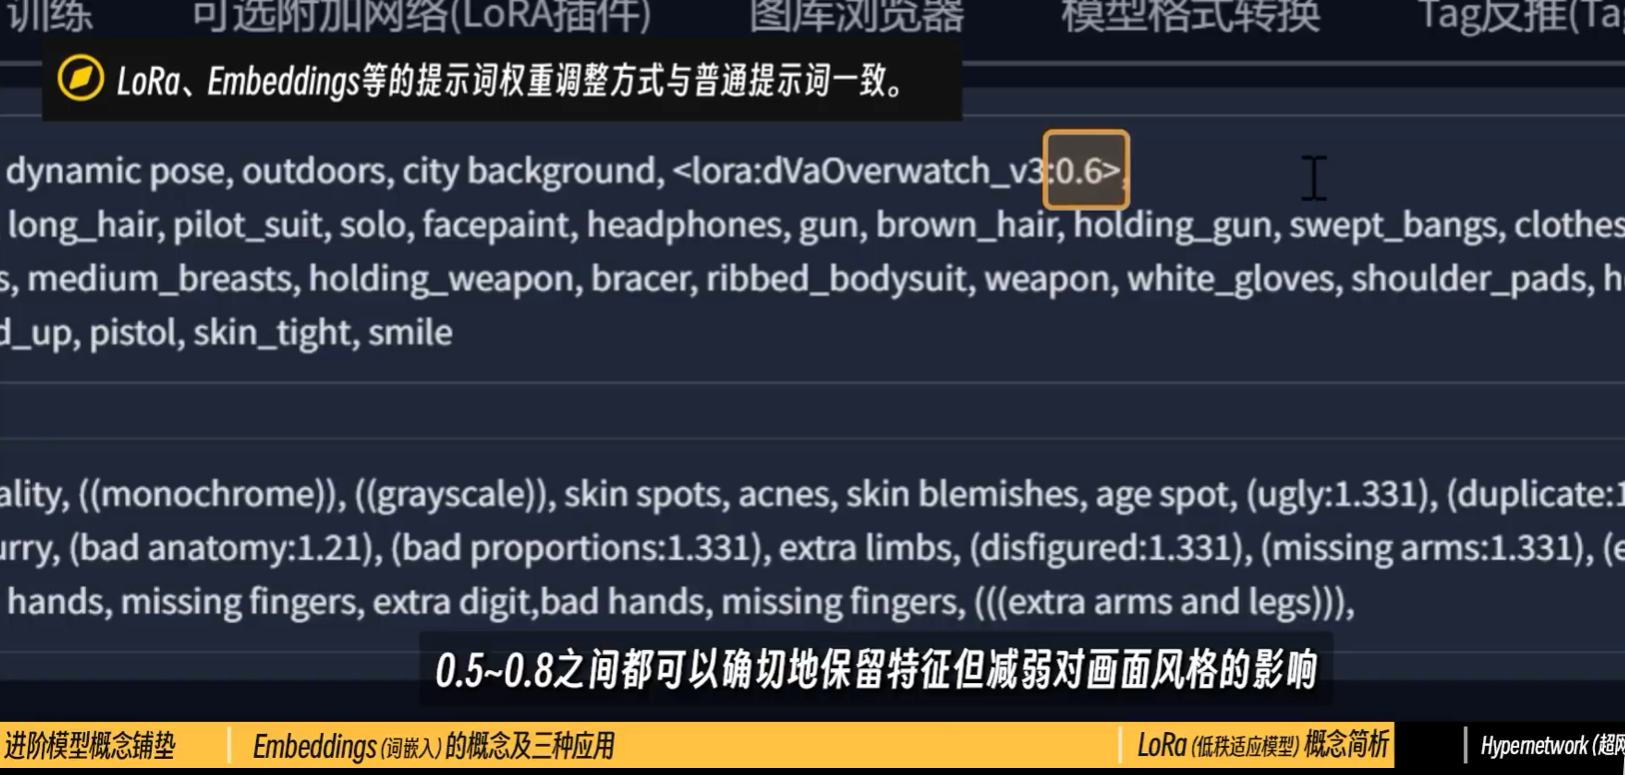 训练 可选附加网络(LoRA插件) 图库浏览器 模型格式转换 Tag反推(Ta
LoRa、Embeddings等的提示词权重调整方式与普通提示词一致。
dynamic pose, outdoors, city background, <lora:dVaOverwatch_v3:0.6>,
long_hair, pilot_suit, solo, facepaint, headphones, gun, brown_hair, holding_gun, swept_bangs, clothes
s, medium_breasts, holding_weapon, bracer, ribbed_bodysuit, weapon, white_gloves, shoulder_pads, h
d_up, pistol, skin_tight, smile
ality, ((monochrome)), ((grayscale)), skin spots, acnes, skin blemishes, age spot, (ugly:1.331), (duplicate:1
urry, (bad anatomy:1.21), (bad proportions:1.331), extra limbs, (disfigured:1.331), (missing arms:1.331), (e
hands, missing fingers, extra digit,bad hands, missing fingers, (((extra arms and legs))),
0.5~0.8之间都可以确切地保留特征但减弱对画面风格的影响
进阶模型概念铺垫 Embeddings (词嵌入) 的概念及三种应用 LoRa (低秩适应模型) 概念简析 Hypernetwork (超网